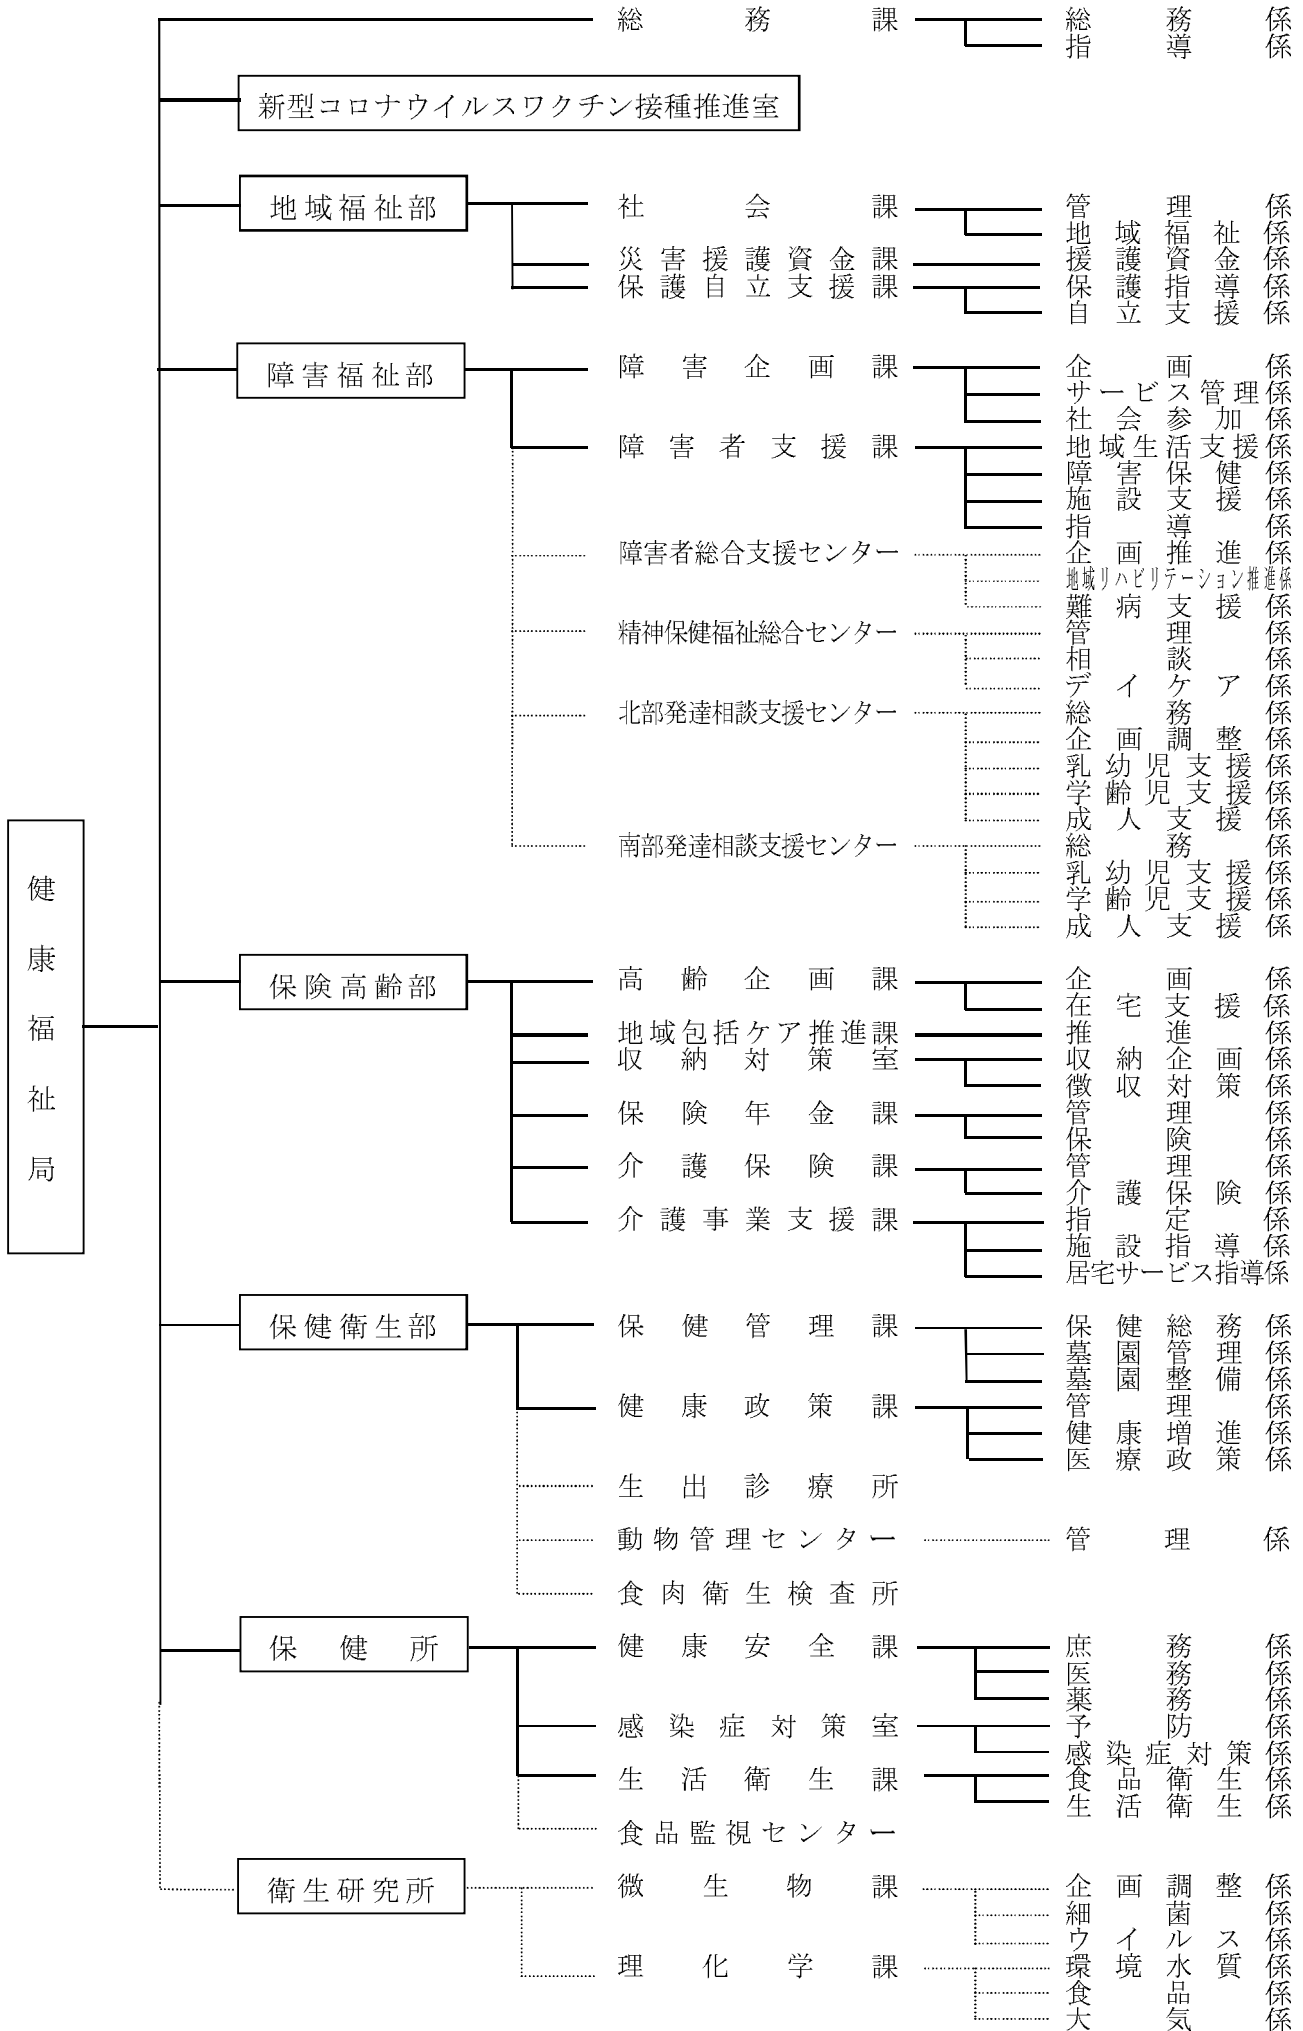 総務課 総務係
指導係
新型コロナウイルスワクチン接種推進室
地域福祉部 社会課 管理係
地域福祉係
災害援護資金課 援護資金係
保護自立支援課 保護指導係
自立支援係
障害福祉部 障害企画課 企画係
サービス管理係
社会参加係
障害者支援課 地域生活支援係
障害保健係
施設支援係
指導係
障害者総合支援センター 企画推進係
地域リハビリテーション推進係
難病支援係
精神保健福祉総合センター 管理係
相談係
デイケア係
北部発達相談支援センター 総務係
企画調整係
乳幼児支援係
学齢児支援係
成人支援係
南部発達相談支援センター 総務係
乳幼児支援係
学齢児支援係
成人支援係
健康福祉局
保険高齢部 高齢企画課 企画係
在宅支援係
地域包括ケア推進課 推進係
収納対策室 収納企画係
徴収対策係
保険年金課 管理係
保険係
介護保険課 管理係
介護保険係
介護事業支援課 指定係
施設指導係
居宅サービス指導係
保健衛生部 保健管理課 保健総務係
墓園管理係
墓園整備係
健康政策課 管理係
健康増進係
医療政策係
生出診療所
動物管理センター 管理係
食肉衛生検査所
保健所 健康安全課 庶務係
医務係
薬務係
感染症対策室 予防係
感染症対策係
生活衛生課 食品衛生係
生活衛生係
食品監視センター
衛生研究所 微生物課 企画調整係
細菌係
ウイルス係
理化学課 環境水質係
食品係
大気係